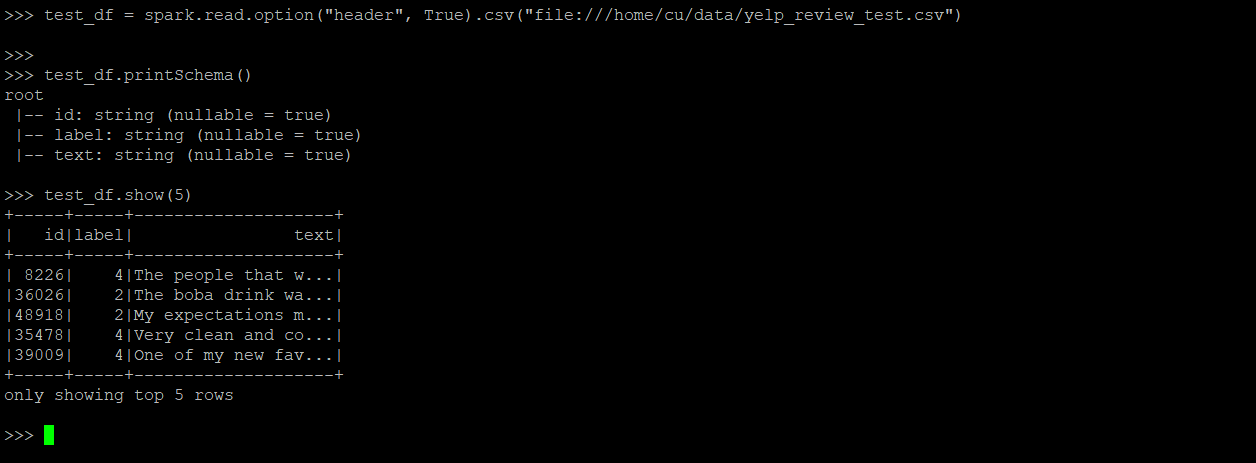 >>> test_df = spark.read.option("header", True).csv("file:///home/cu/data/yelp_review_test.csv")
>>>
>>> test_df.printSchema()
root
 |-- id: string (nullable = true)
 |-- label: string (nullable = true)
 |-- text: string (nullable = true)
>>> test_df.show(5)
+-----+-----+--------------------+
|   id|label|                text|
+-----+-----+--------------------+
| 8226|    4|The people that w...|
|36026|    2|The boba drink wa...|
|48918|    2|My expectations m...|
|35478|    4|Very clean and co...|
|39009|    4|One of my new fav...|
+-----+-----+--------------------+
only showing top 5 rows
>>>